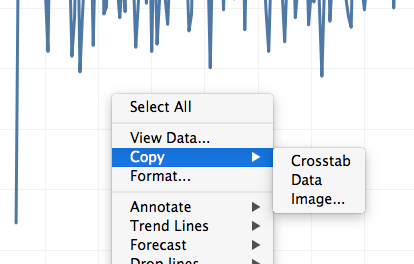 Select All
View Data...
Copy
Format...
Annotate
Trend Lines
Forecast
Drop lines
Crosstab
Data
Image...